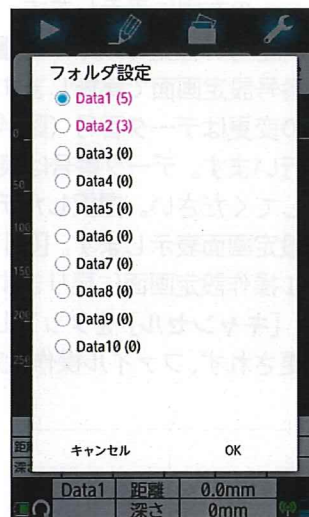 フォルダ設定
Data1 (5)
Data2 (3)
Data3 (0)
Data4 (0)
Data5 (0)
Data6 (0)
Data7 (0)
Data8 (0)
Data9 (0)
Data10 (0)
キャンセル OK
Data1 距離 0.0mm
深さ 0mm